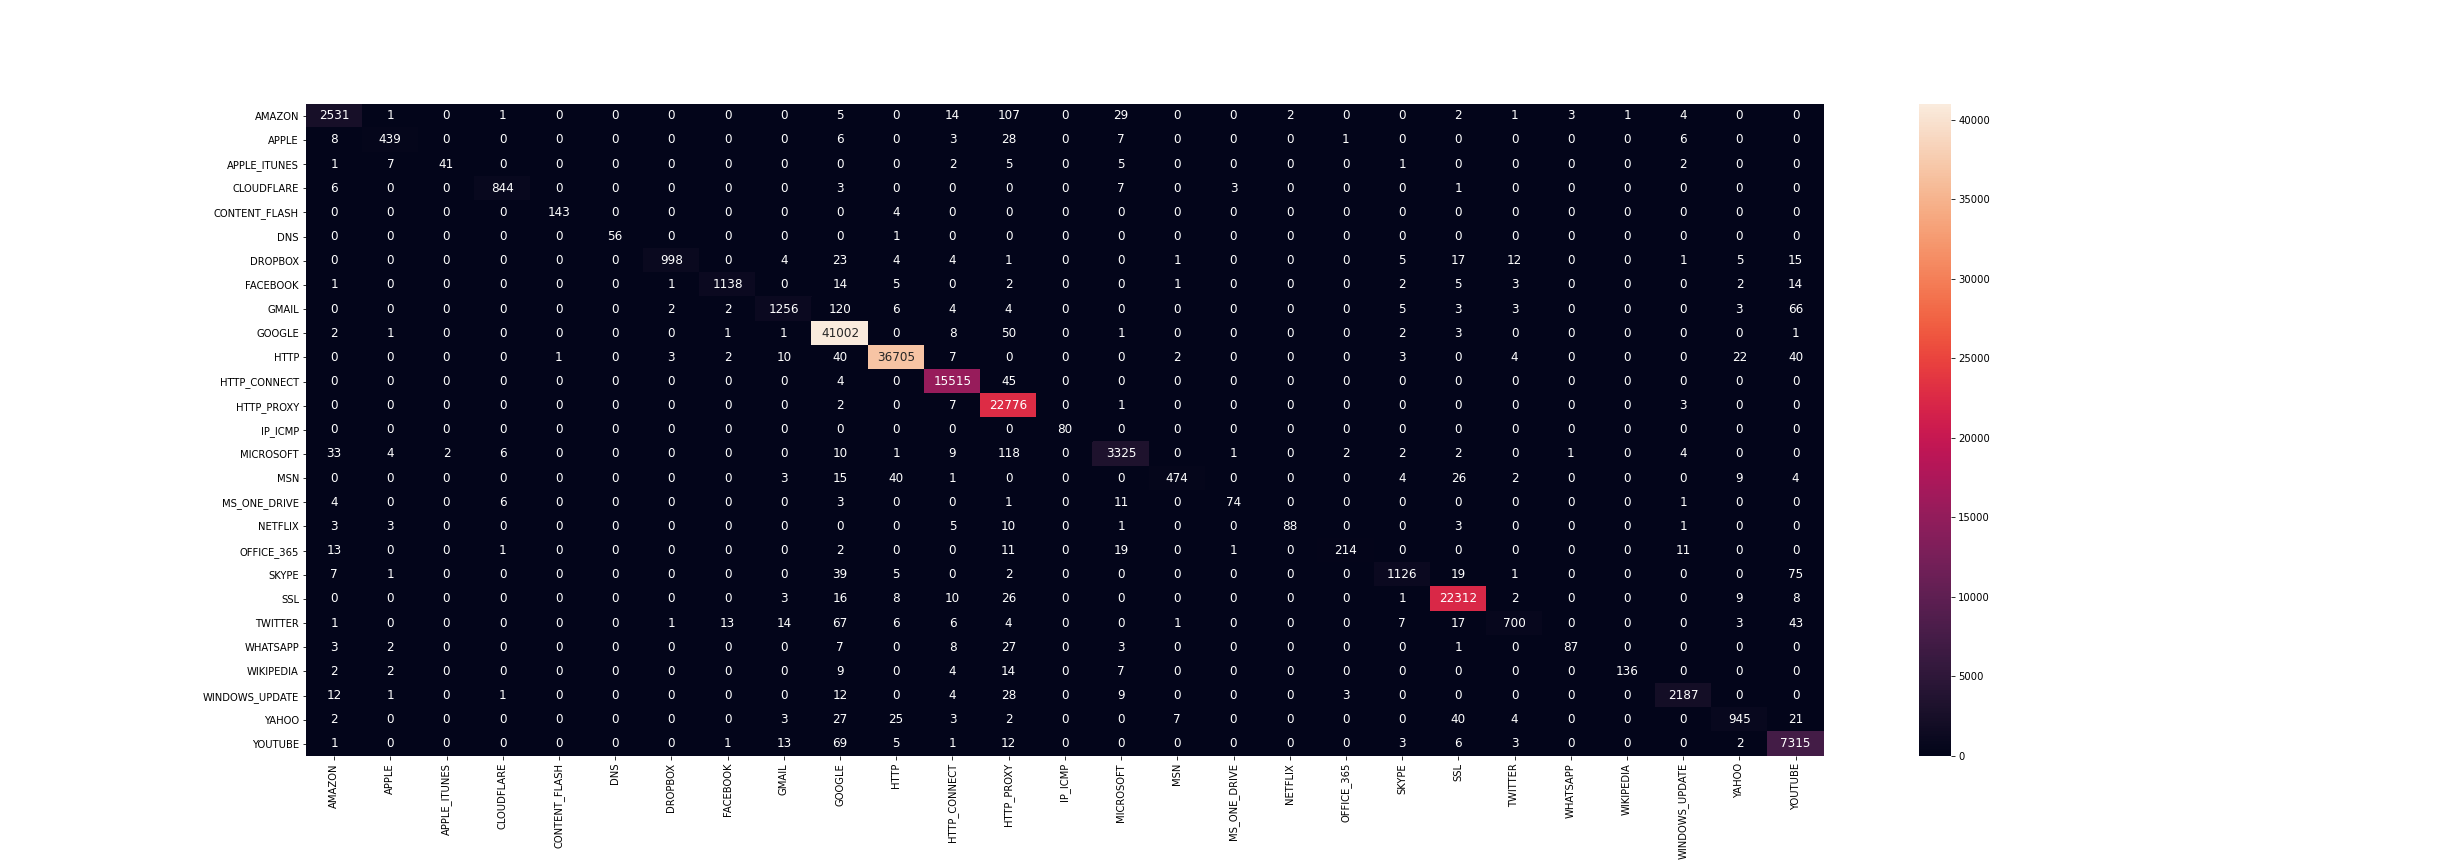 AMAZON 2531 1 0 1 0 0 0 0 0 5 0 14 107 0 29 0 0 2 0 0 2 1 3 1 4 0 0
40000
APPLE 8 439 0 0 0 0 0 0 0 6 0 3 28 0 7 0 0 0 1 0 0 0 0 0 6 0 0
APPLE_ITUNES 1 7 41 0 0 0 0 0 0 0 0 2 5 0 5 0 0 0 0 1 0 0 0 0 2 0 0
CLOUDFLARE 6 0 0 844 0 0 0 0 0 3 0 0 0 0 7 0 3 0 0 0 1 0 0 0 0 0 0
35000
CONTENT_FLASH 0 0 0 0 143 0 0 0 0 0 4 0 0 0 0 0 0 0 0 0 0 0 0 0 0 0 0
DNS 0 0 0 0 0 56 0 0 0 0 1 0 0 0 0 0 0 0 0 0 0 0 0 0 0 0 0
DROPBOX 0 0 0 0 0 0 998 0 4 23 4 4 1 0 0 1 0 0 0 5 17 12 0 0 1 5 15
30000
FACEBOOK 1 0 0 0 0 0 1 1138 0 14 5 0 2 0 0 1 0 0 0 2 5 3 0 0 0 2 14
GMAIL 0 0 0 0 0 0 2 2 1256 120 6 4 4 0 0 0 0 0 0 5 3 3 0 0 0 3 66
GOOGLE 2 1 0 0 0 0 0 1 1 41002 0 8 50 0 1 0 0 0 0 2 3 0 0 0 0 0 1
25000
HTTP 0 0 0 0 1 0 3 2 10 40 36705 7 0 0 0 2 0 0 0 3 0 4 0 0 0 22 40
HTTP_CONNECT 0 0 0 0 0 0 0 0 0 4 0 15515 45 0 0 0 0 0 0 0 0 0 0 0 0 0 0
HTTP_PROXY 0 0 0 0 0 0 0 0 0 2 0 7 22776 0 1 0 0 0 0 0 0 0 0 0 3 0 0
20000
IP_ICMP 0 0 0 0 0 0 0 0 0 0 0 0 0 80 0 0 0 0 0 0 0 0 0 0 0 0 0
MICROSOFT 33 4 2 6 0 0 0 0 0 10 1 9 118 0 3325 0 1 0 2 2 2 0 1 0 4 0 0
MSN 0 0 0 0 0 0 0 0 3 15 40 1 0 0 0 474 0 0 0 4 26 2 0 0 0 9 4
15000
MS_ONE_DRIVE 4 0 0 6 0 0 0 0 0 3 0 0 1 0 11 0 74 0 0 0 0 0 0 0 1 0 0
NETFLIX 3 3 0 0 0 0 0 0 0 0 0 5 10 0 1 0 0 88 0 0 3 0 0 0 1 0 0
OFFICE_365 13 0 0 1 0 0 0 0 0 2 0 0 11 0 19 0 1 0 214 0 0 0 0 0 11 0 0
SKYPE 7 1 0 0 0 0 0 0 0 39 5 0 2 0 0 0 0 0 0 1126 19 1 0 0 0 0 75
10000
SSL 0 0 0 0 0 0 0 0 3 16 8 10 26 0 0 0 0 0 0 1 22312 2 0 0 0 9 8
TWITTER 1 0 0 0 0 0 1 13 14 67 6 6 4 0 0 1 0 0 0 7 17 700 0 0 0 3 43
WHATSAPP 3 2 0 0 0 0 0 0 0 7 0 8 27 0 3 0 0 0 0 0 1 0 87 0 0 0 0
5000
WIKIPEDIA 2 2 0 0 0 0 0 0 0 9 0 4 14 0 7 0 0 0 0 0 0 0 0 136 0 0 0
WINDOWS_UPDATE 12 1 0 1 0 0 0 0 0 12 0 4 28 0 9 0 0 0 3 0 0 0 0 0 2187 0 0
YAHOO 2 0 0 0 0 0 0 0 3 27 25 3 2 0 0 7 0 0 0 0 40 4 0 0 0 945 21
YOUTUBE 1 0 0 0 0 0 0 1 13 69 5 1 12 0 0 0 0 0 0 3 6 3 0 0 0 2 7315
0
AMAZON
APPLE
APPLE_ITUNES
CLOUDFLARE
CONTENT_FLASH
DNS
DROPBOX
FACEBOOK
GMAIL
GOOGLE
HTTP
HTTP_CONNECT
HTTP_PROXY
IP_ICMP
MICROSOFT
MSN
MS_ONE_DRIVE
NETFLIX
OFFICE_365
SKYPE
SSL
TWITTER
WHATSAPP
WIKIPEDIA
WINDOWS_UPDATE
YAHOO
YOUTUBE